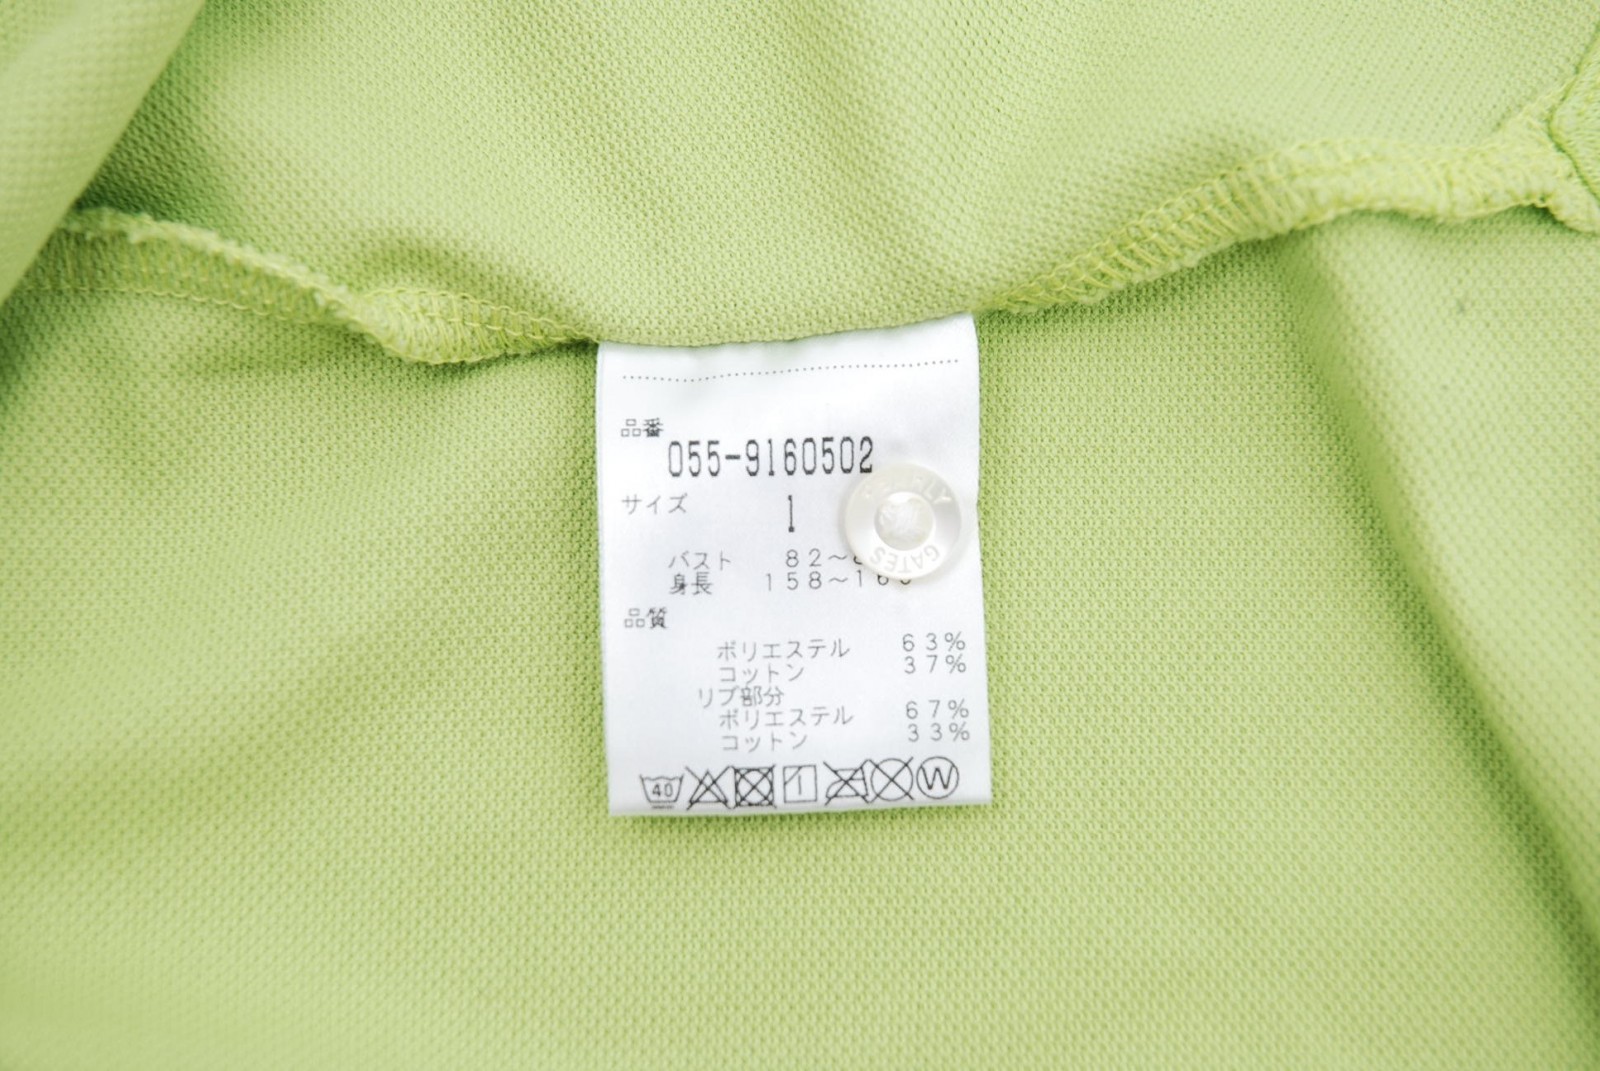 品番
055-9160502
サイズ 1
バスト 82~
身長 158~16
品質
ポリエステル 63%
コットン 37%
リブ部分
ポリエステル 67%
コットン 33%
40
W
GATES